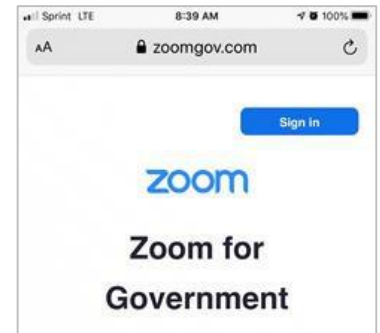 Sprint LTE 8:39 AM 100%
AA zoomgov.com
Sign in
zoom
Zoom for
Government